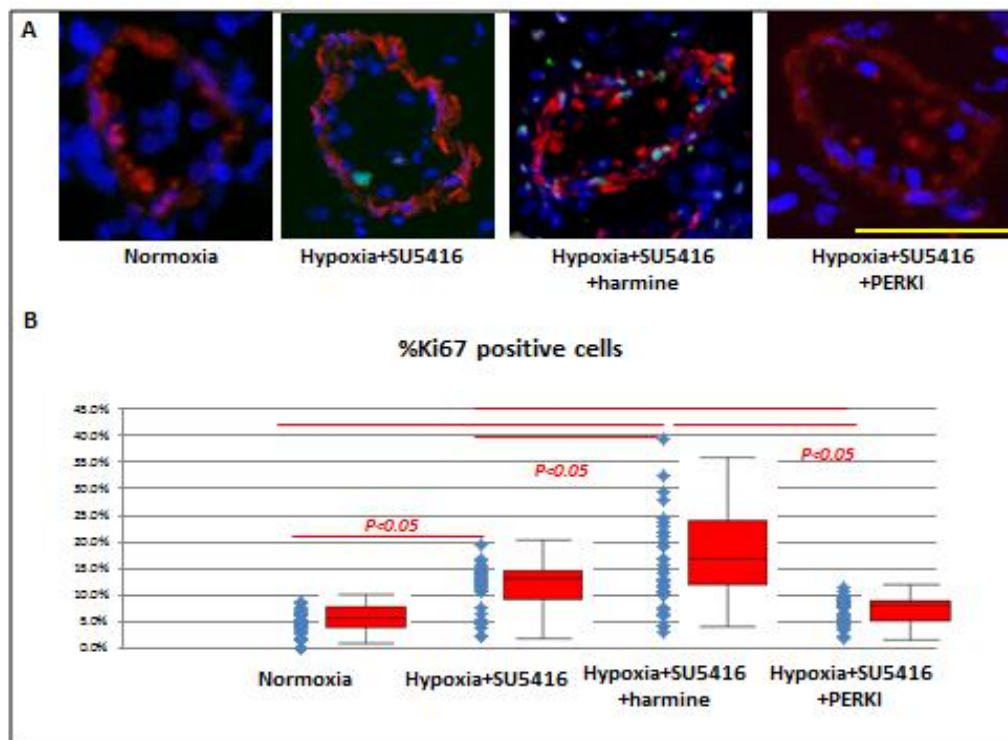 A
Normoxia
Hypoxia+SU5416
Hypoxia+SU5416
+harmine
Hypoxia+SU5416
+PERKI
B
%Ki67 positive cells
45.0%
40.0%
35.0%
30.0%
25.0%
20.0%
15.0%
10.0%
5.0%
0.0%
P<0.05
P<0.05
P<0.05
Normoxia
Hypoxia+SU5416
Hypoxia+SU5416
+harmine
Hypoxia+SU5416
+PERKI